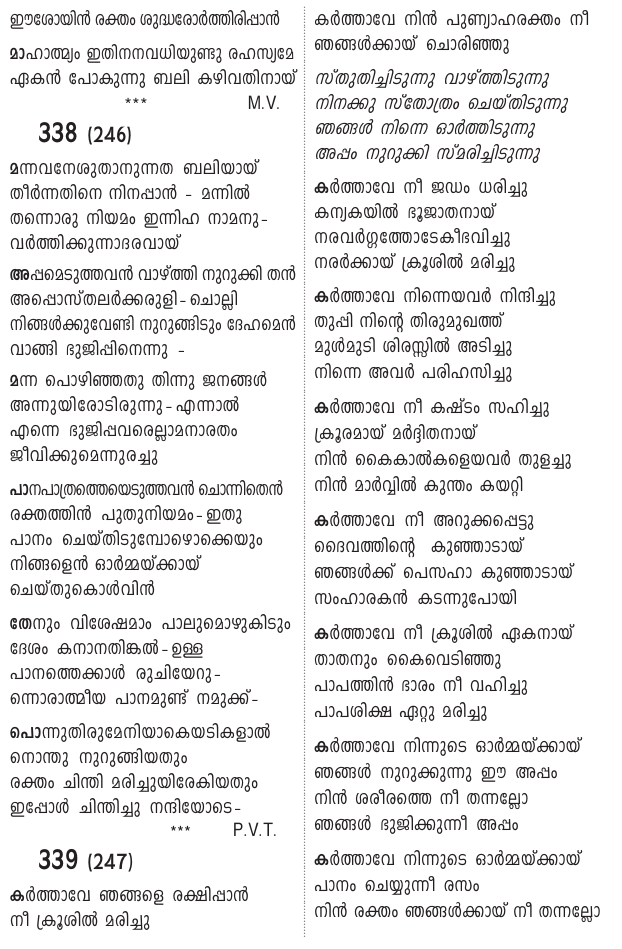 ഈശോയിൻ രക്തം ശുദ്ധരോർത്തിരിപ്പാൻ
മാഹാത്മ്യം ഇതിനനവധിയുണ്ടു രഹസ്യമേ
ഏകൻ പോകുന്നു ബലി കഴിവതിനായ്
*** M.V.
338 (246)
മന്നവനേശുതാനുന്നത ബലിയായ്
തീർന്നതിനെ നിനപ്പാൻ - മന്നിൽ
തന്നൊരു നിയമം ഇന്നിഹ നാമനു-
വർത്തിക്കുന്നാദരവായ്
അപ്പമെടുത്തവൻ വാഴ്ത്തി നുറുക്കി തൻ
അപ്പൊസ്തലർക്കരുളി- ചൊല്ലി
നിങ്ങൾക്കുവേണ്ടി നുറുങ്ങിടും ദേഹമെൻ
വാങ്ങി ഭുജിപ്പിനെന്നു -
മന്ന പൊഴിഞ്ഞതു തിന്നു ജനങ്ങൾ
അന്നുയിരോടിരുന്നു- എന്നാൽ
എന്നെ ഭുജിപ്പവരെല്ലാമനാരതം
ജീവിക്കുമെന്നുരച്ചു
പാനപാത്രത്തെയെടുത്തവൻ ചൊന്നിതെൻ
രക്തത്തിൻ പുതുനിയമം- ഇതു
പാനം ചെയ്തിടുമ്പോഴൊക്കെയും
നിങ്ങളെൻ ഓർമ്മയ്ക്കായ്
ചെയ്തുകൊൾവിൻ
തേനും വിശേഷമാം പാലുമൊഴുകിടും
ദേശം കനാനതിങ്കൽ- ഉള്ള
പാനത്തെക്കാൾ രുചിയേറു-
ന്നൊരാത്മീയ പാനമുണ്ട് നമുക്ക്-
പൊന്നുതിരുമേനിയാകെയടികളാൽ
നൊന്തു നുറുങ്ങിയതും
രക്തം ചിന്തി മരിച്ചുയിരേകിയതും
ഇപ്പോൾ ചിന്തിച്ചു നന്ദിയോടെ-
*** P.V.T.
339 (247)
കർത്താവേ ഞങ്ങളെ രക്ഷിപ്പാൻ
നീ ക്രൂശിൽ മരിച്ചു
കർത്താവേ നിൻ പുണ്യാഹരക്തം നീ
ഞങ്ങൾക്കായ് ചൊരിഞ്ഞു
സ്തുതിച്ചിടുന്നു വാഴ്ത്തിടുന്നു
നിനക്കു സ്തോത്രം ചെയ്തിടുന്നു
ഞങ്ങൾ നിന്നെ ഓർത്തിടുന്നു
അപ്പം നുറുക്കി സ്മരിച്ചിടുന്നു
കർത്താവേ നീ ജഡം ധരിച്ചു
കന്യകയിൽ ഭൂജാതനായ്
നരവർഗ്ഗത്തോടേകീഭവിച്ചു
നരർക്കായ് ക്രൂശിൽ മരിച്ചു
കർത്താവേ നിന്നെയവർ നിന്ദിച്ചു
തുപ്പി നിന്റെ തിരുമുഖത്ത്
മുൾമുടി ശിരസ്സിൽ അടിച്ചു
നിന്നെ അവർ പരിഹസിച്ചു
കർത്താവേ നീ കഷ്ടം സഹിച്ചു
ക്രൂരമായ് മർദ്ദിതനായ്
നിൻ കൈകാൽകളെയവർ തുളച്ചു
നിൻ മാർവ്വിൽ കുന്തം കയറ്റി
കർത്താവേ നീ അറുക്കപ്പെട്ടു
ദൈവത്തിന്റെ കുഞ്ഞാടായ്
ഞങ്ങൾക്ക് പെസഹാ കുഞ്ഞാടായ്
സംഹാരകൻ കടന്നുപോയി
കർത്താവേ നീ ക്രൂശിൽ ഏകനായ്
താതനും കൈവെടിഞ്ഞു
പാപത്തിൻ ഭാരം നീ വഹിച്ചു
പാപശിക്ഷ ഏറ്റു മരിച്ചു
കർത്താവേ നിന്നുടെ ഓർമ്മയ്ക്കായ്
ഞങ്ങൾ നുറുക്കുന്നു ഈ അപ്പം
നിൻ ശരീരത്തെ നീ തന്നല്ലോ
ഞങ്ങൾ ഭുജിക്കുന്നീ അപ്പം
കർത്താവേ നിന്നുടെ ഓർമ്മയ്ക്കായ്
പാനം ചെയ്യുന്നീ രസം
നിൻ രക്തം ഞങ്ങൾക്കായ് നീ തന്നല്ലോ